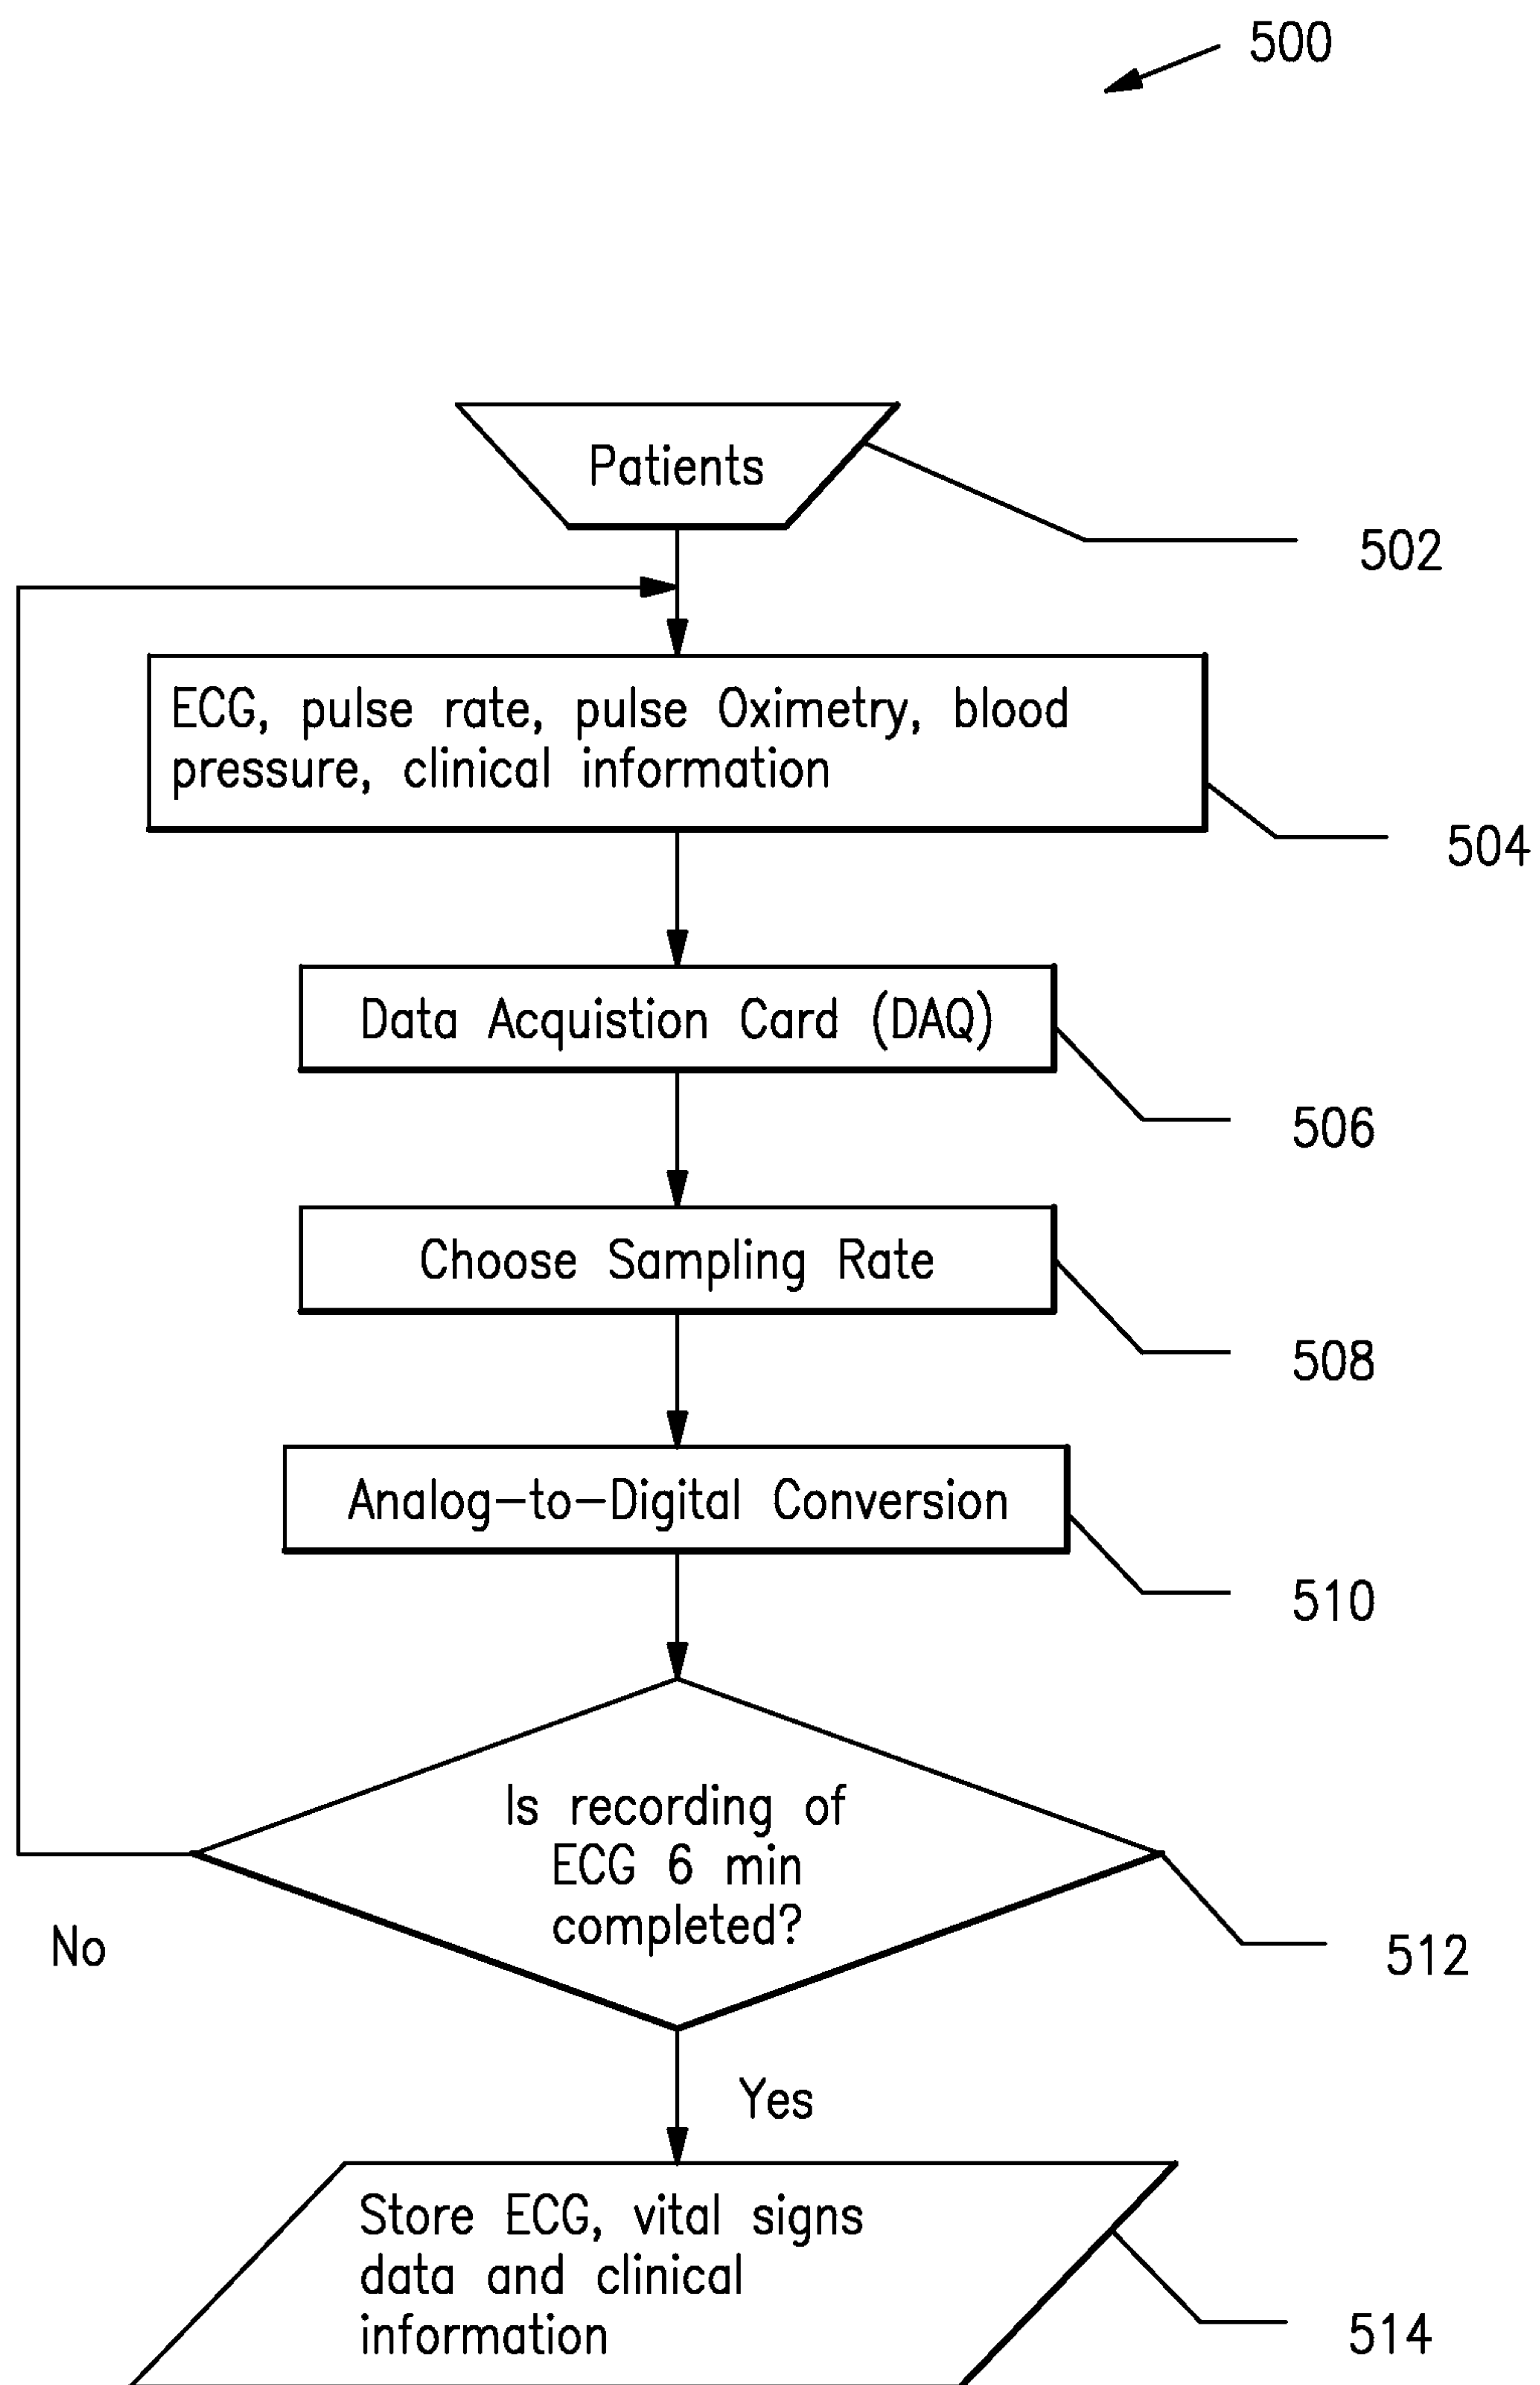 500
Patients
502
ECG, pulse rate, pulse Oximetry, blood
pressure, clinical information
504
Data Acquistion Card (DAQ)
506
Choose Sampling Rate
508
Analog-to-Digital Conversion
510
Is recording of
ECG 6 min
completed?
No
512
Yes
Store ECG, vital signs
data and clinical
information
514